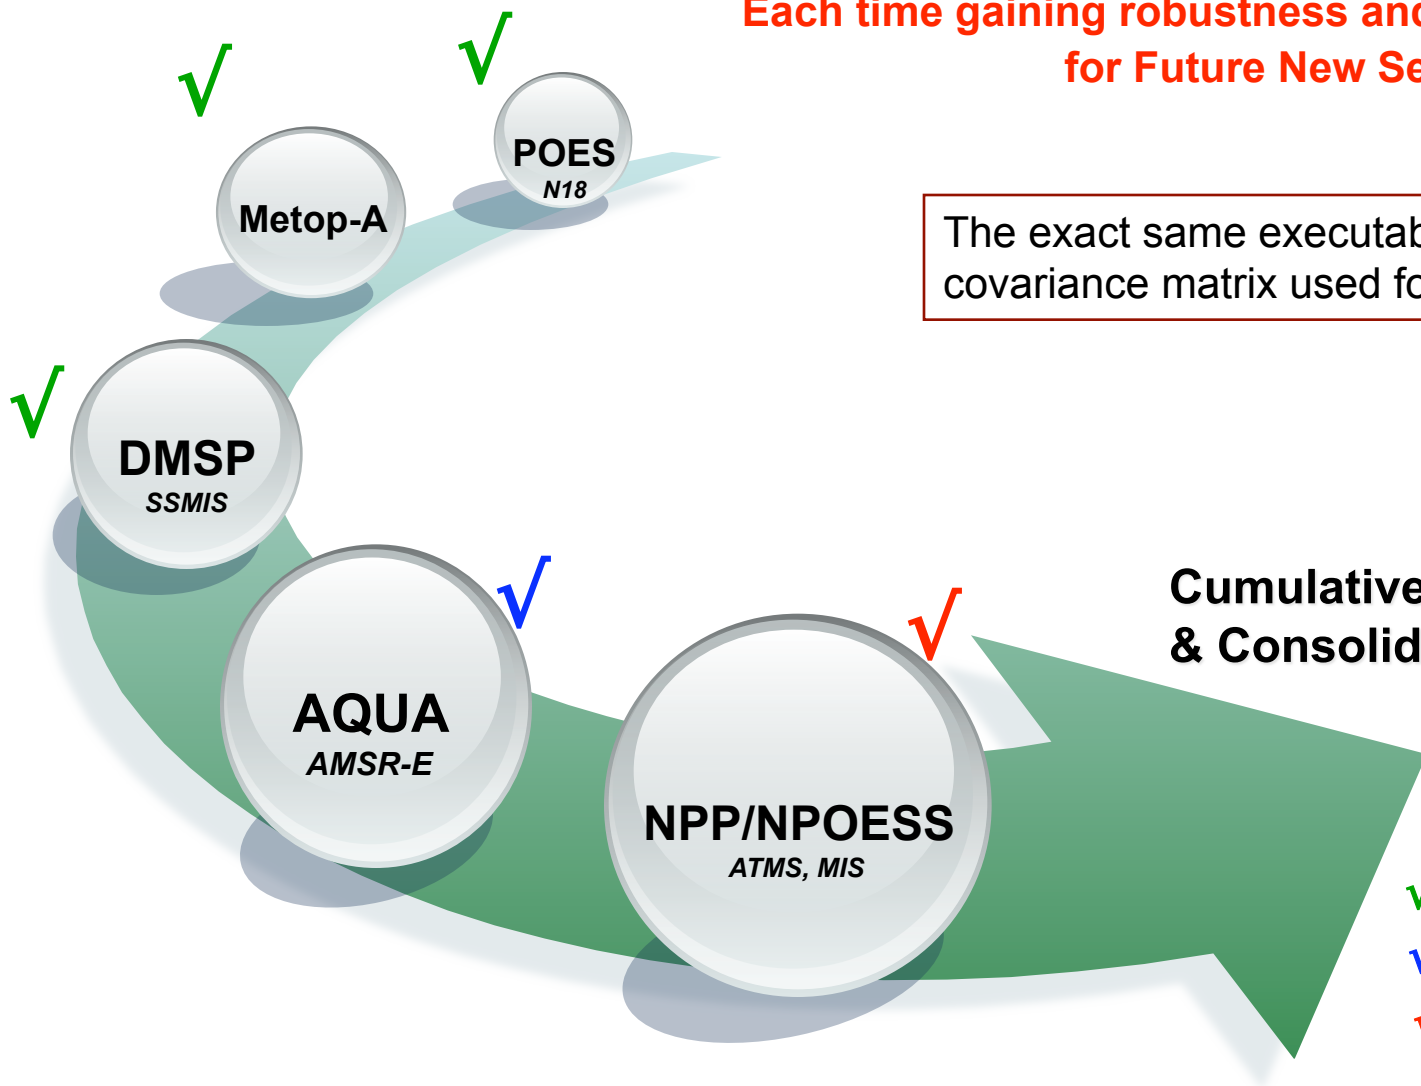 Each time gaining robustness and
for Future New Se
√
√
POES
N18
Metop-A
The exact same executab
covariance matrix used fo
√
DMSP
SSMIS
√
AQUA
AMSR-E
√
NPP/NPOESS
ATMS, MIS
Cumulative
& Consolid
√
√
√